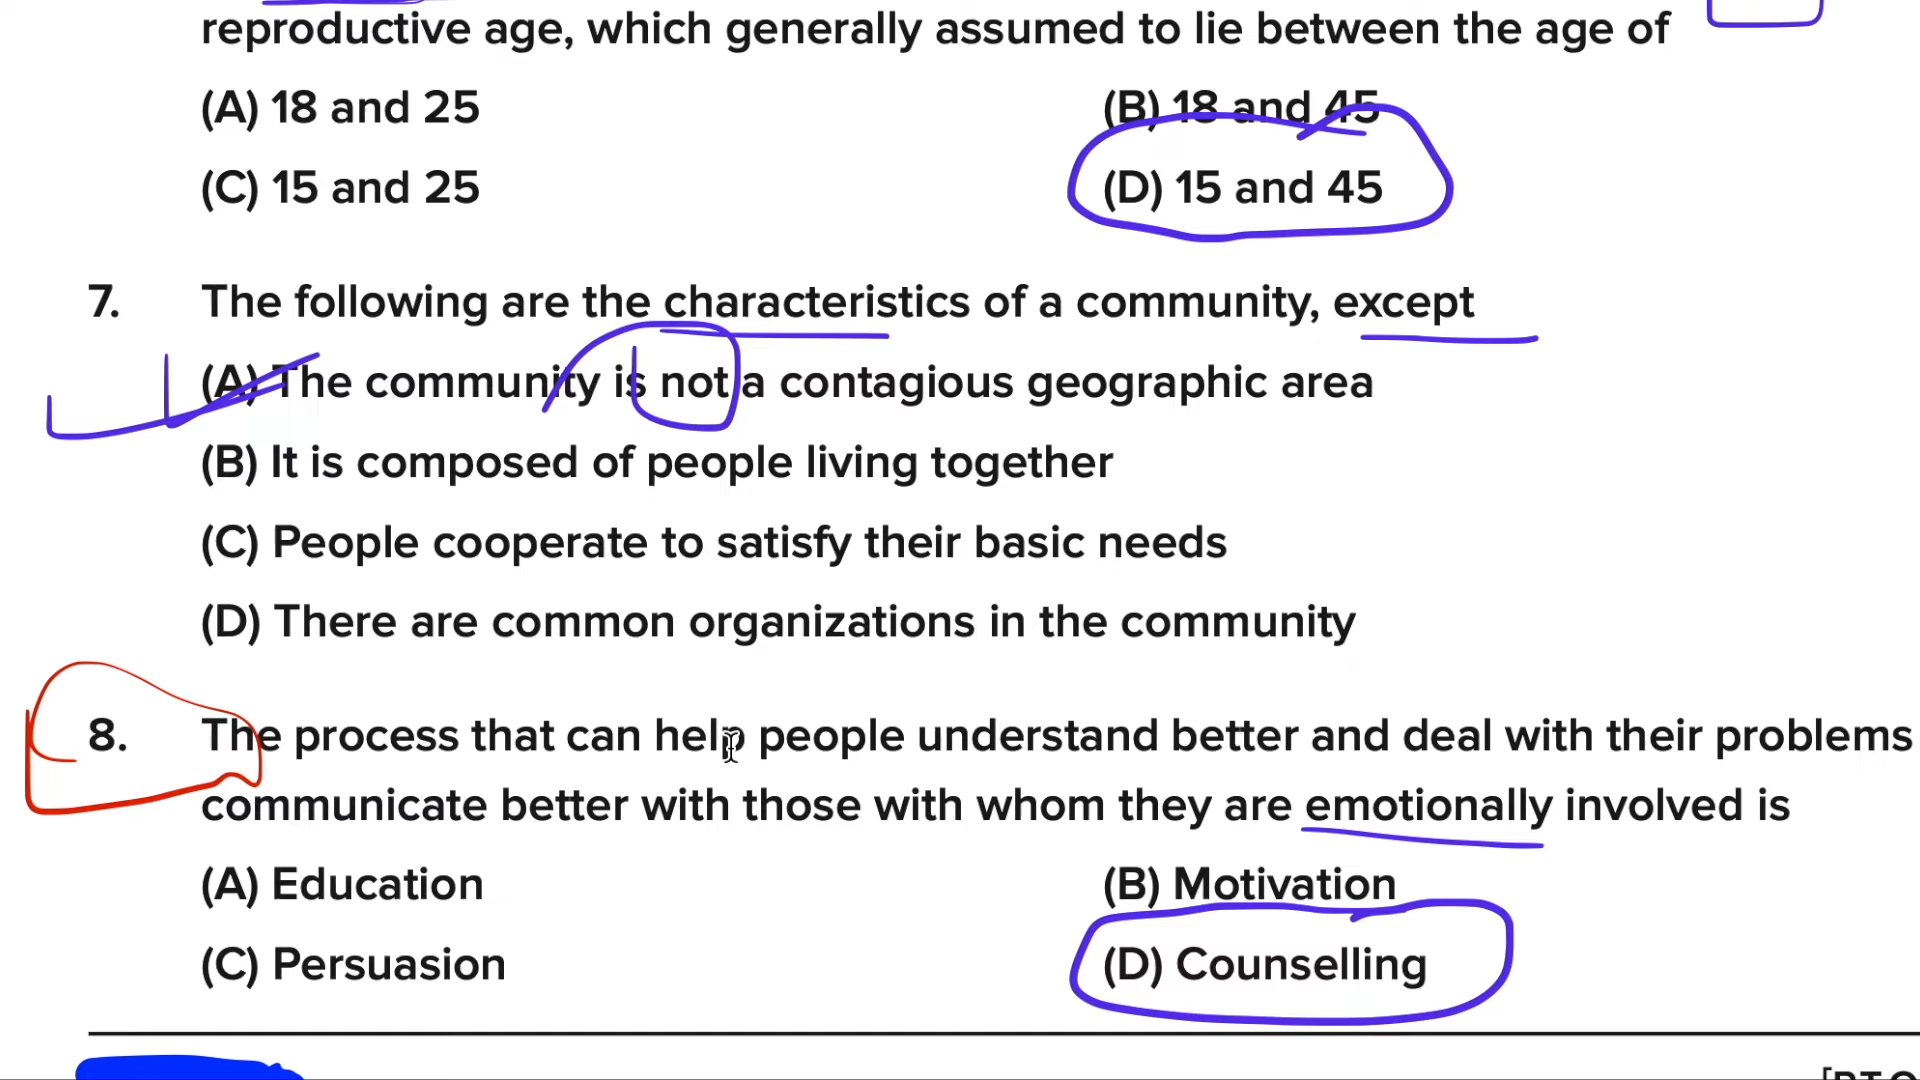 reproductive age, which generally assumed to lie between the age of
(A) 18 and 25 (B) 18 and 45
(C) 15 and 25 (D) 15 and 45
7. The following are the characteristics of a community, except
(A) The community is not a contagious geographic area
(B) It is composed of people living together
(C) People cooperate to satisfy their basic needs
(D) There are common organizations in the community
8. The process that can help people understand better and deal with their problems
communicate better with those with whom they are emotionally involved is
(A) Education (B) Motivation
(C) Persuasion (D) Counselling